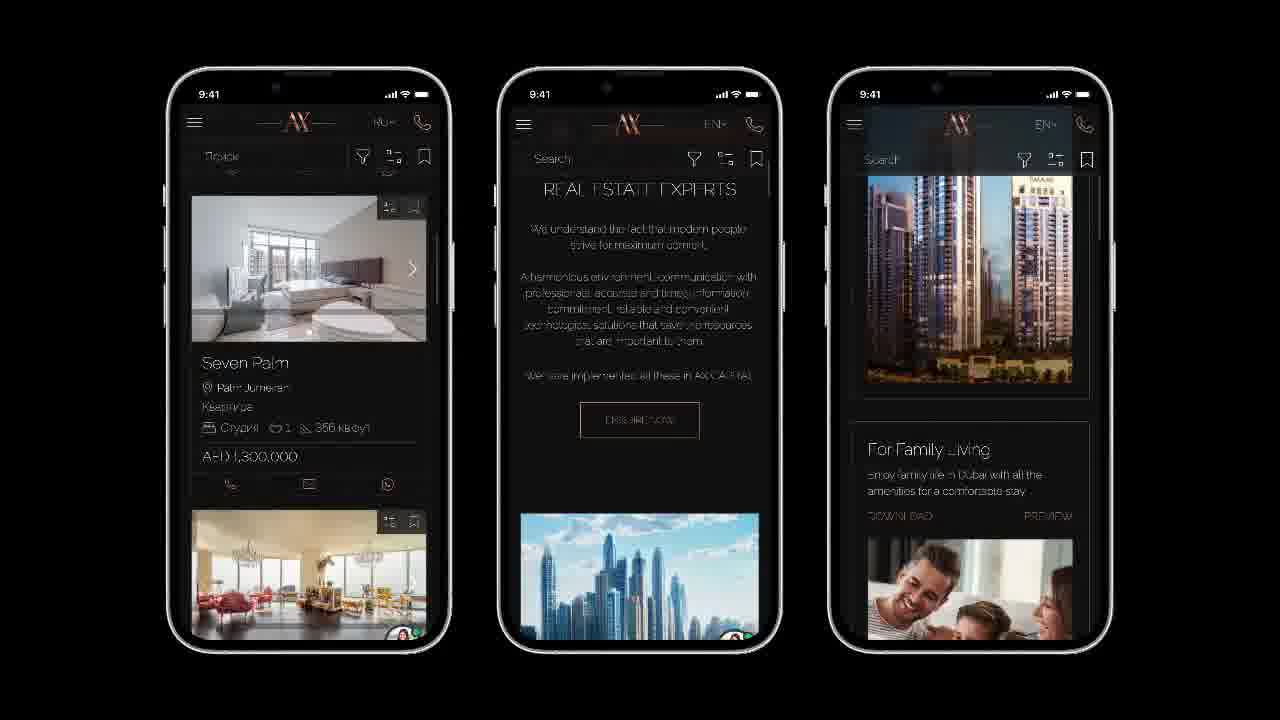 9:41
AX
RU
Поиск
Seven Palm
Palm Jumeirah
Квартира
Студия 1 356 кв фут
AED 1,300,000
9:41
AX
EN
Search
REAL ESTATE EXPERTS
We understand the fact that modern people
strive for maximum comfort.
A harmonious environment, communication with
professionals, accurate and timely information,
commitment, reliable and convenient
technological solutions that save the resources
that are important to them.
We have implemented all these in AX CAPITAL
ENQUIRE NOW
9:41
AX
EN
Search
For Family Living
Enjoy family life in Dubai with all the
amenities for a comfortable stay
DOWNLOAD PREVIEW